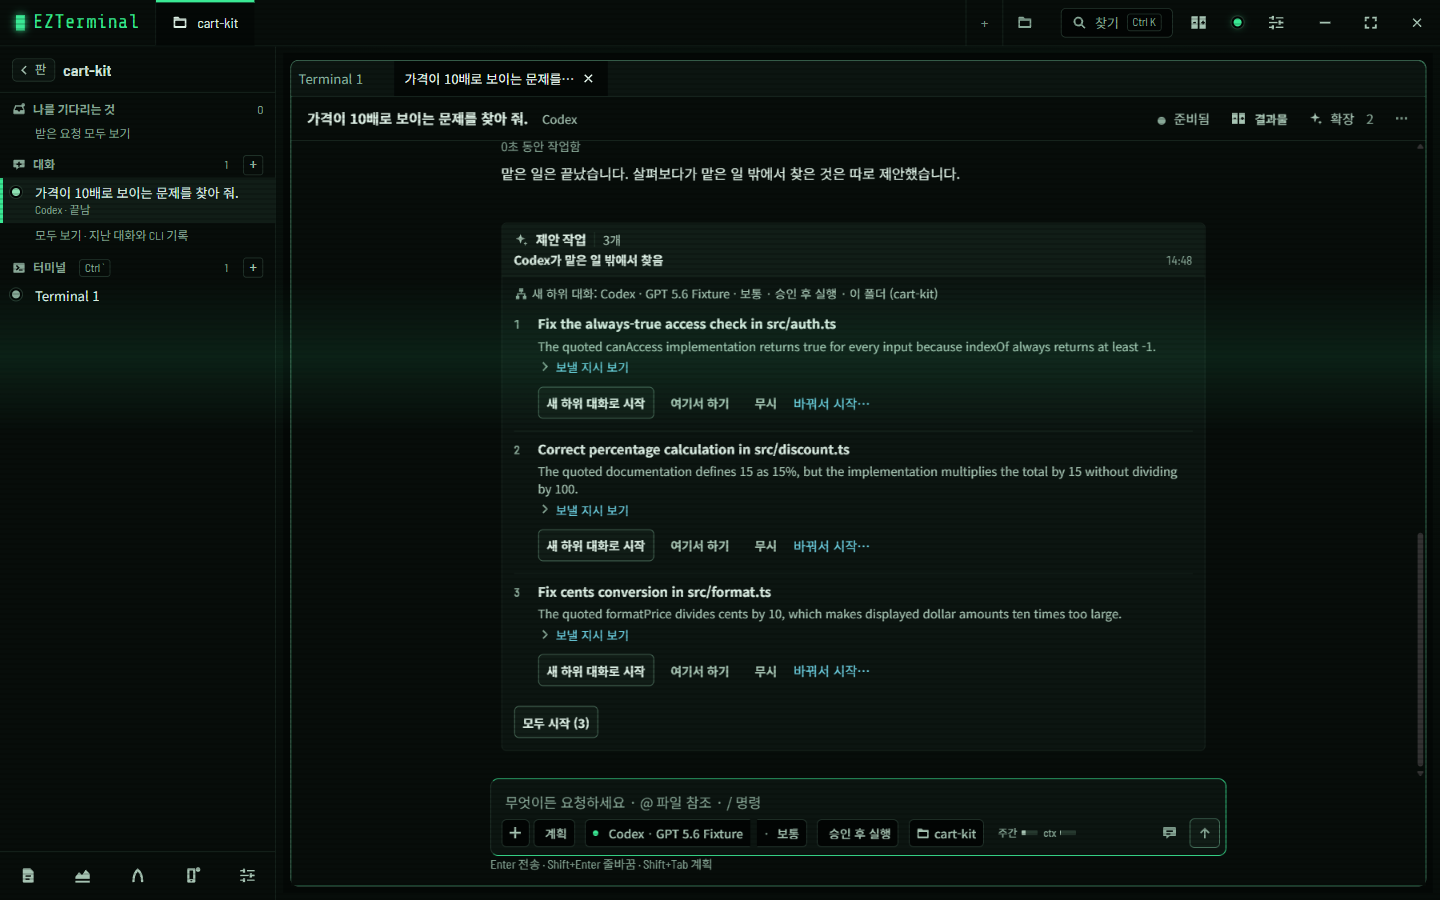 EZTerminal
cart-kit
+
찾기 Ctrl K
판 cart-kit
나를 기다리는 것 0
받은 요청 모두 보기
대화 1 +
가격이 10배로 보이는 문제를 찾아 줘.
Codex · 끝남
모두 보기 · 지난 대화와 CLI 기록
터미널 Ctrl ` 1 +
Terminal 1
Terminal 1
가격이 10배로 보이는 문제를…
가격이 10배로 보이는 문제를 찾아 줘. Codex
준비됨 결과물 확장 2 …
0초 동안 작업함
맡은 일은 끝났습니다. 살펴보다가 맡은 일 밖에서 찾은 것은 따로 제안했습니다.
제안 작업 3개
Codex가 맡은 일 밖에서 찾음 14:48
새 하위 대화: Codex · GPT 5.6 Fixture · 보통 · 승인 후 실행 · 이 폴더 (cart-kit)
1 Fix the always-true access check in src/auth.ts
The quoted canAccess implementation returns true for every input because indexOf always returns at least -1.
보낼 지시 보기
새 하위 대화로 시작 여기서 하기 무시 바꿔서 시작…
2 Correct percentage calculation in src/discount.ts
The quoted documentation defines 15 as 15%, but the implementation multiplies the total by 15 without dividing
by 100.
보낼 지시 보기
새 하위 대화로 시작 여기서 하기 무시 바꿔서 시작…
3 Fix cents conversion in src/format.ts
The quoted formatPrice divides cents by 10, which makes displayed dollar amounts ten times too large.
보낼 지시 보기
새 하위 대화로 시작 여기서 하기 무시 바꿔서 시작…
모두 시작 (3)
무엇이든 요청하세요 · @ 파일 참조 · / 명령
+ 계획 Codex · GPT 5.6 Fixture · 보통 승인 후 실행 cart-kit 주간 ctx
Enter 전송 · Shift+Enter 줄바꿈 · Shift+Tab 계획